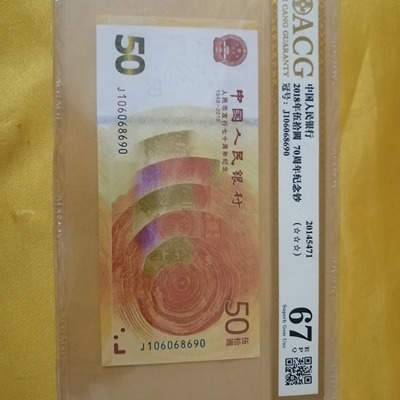 50
J106068690
中国人民银行
人民币发行七十周年纪念
1948-2018
50
伍拾圆
J106068690
ACG
CANG GUARANTY
中国人民银行
2018年伍拾圆 70周年纪念钞
冠号: J106068690
20145471
(☆☆☆)
67
EPQ
Superb Gem Unc